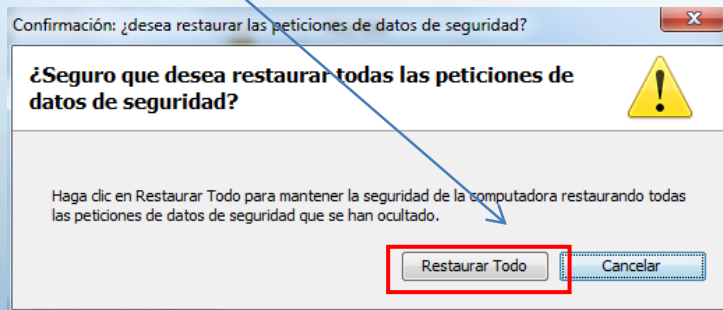 Confirmación: ¿desea restaurar las peticiones de datos de seguridad?
¿Seguro que desea restaurar todas las peticiones de
datos de seguridad?
Haga clic en Restaurar Todo para mantener la seguridad de la computadora restaurando todas
las peticiones de datos de seguridad que se han ocultado.
Restaurar Todo
Cancelar